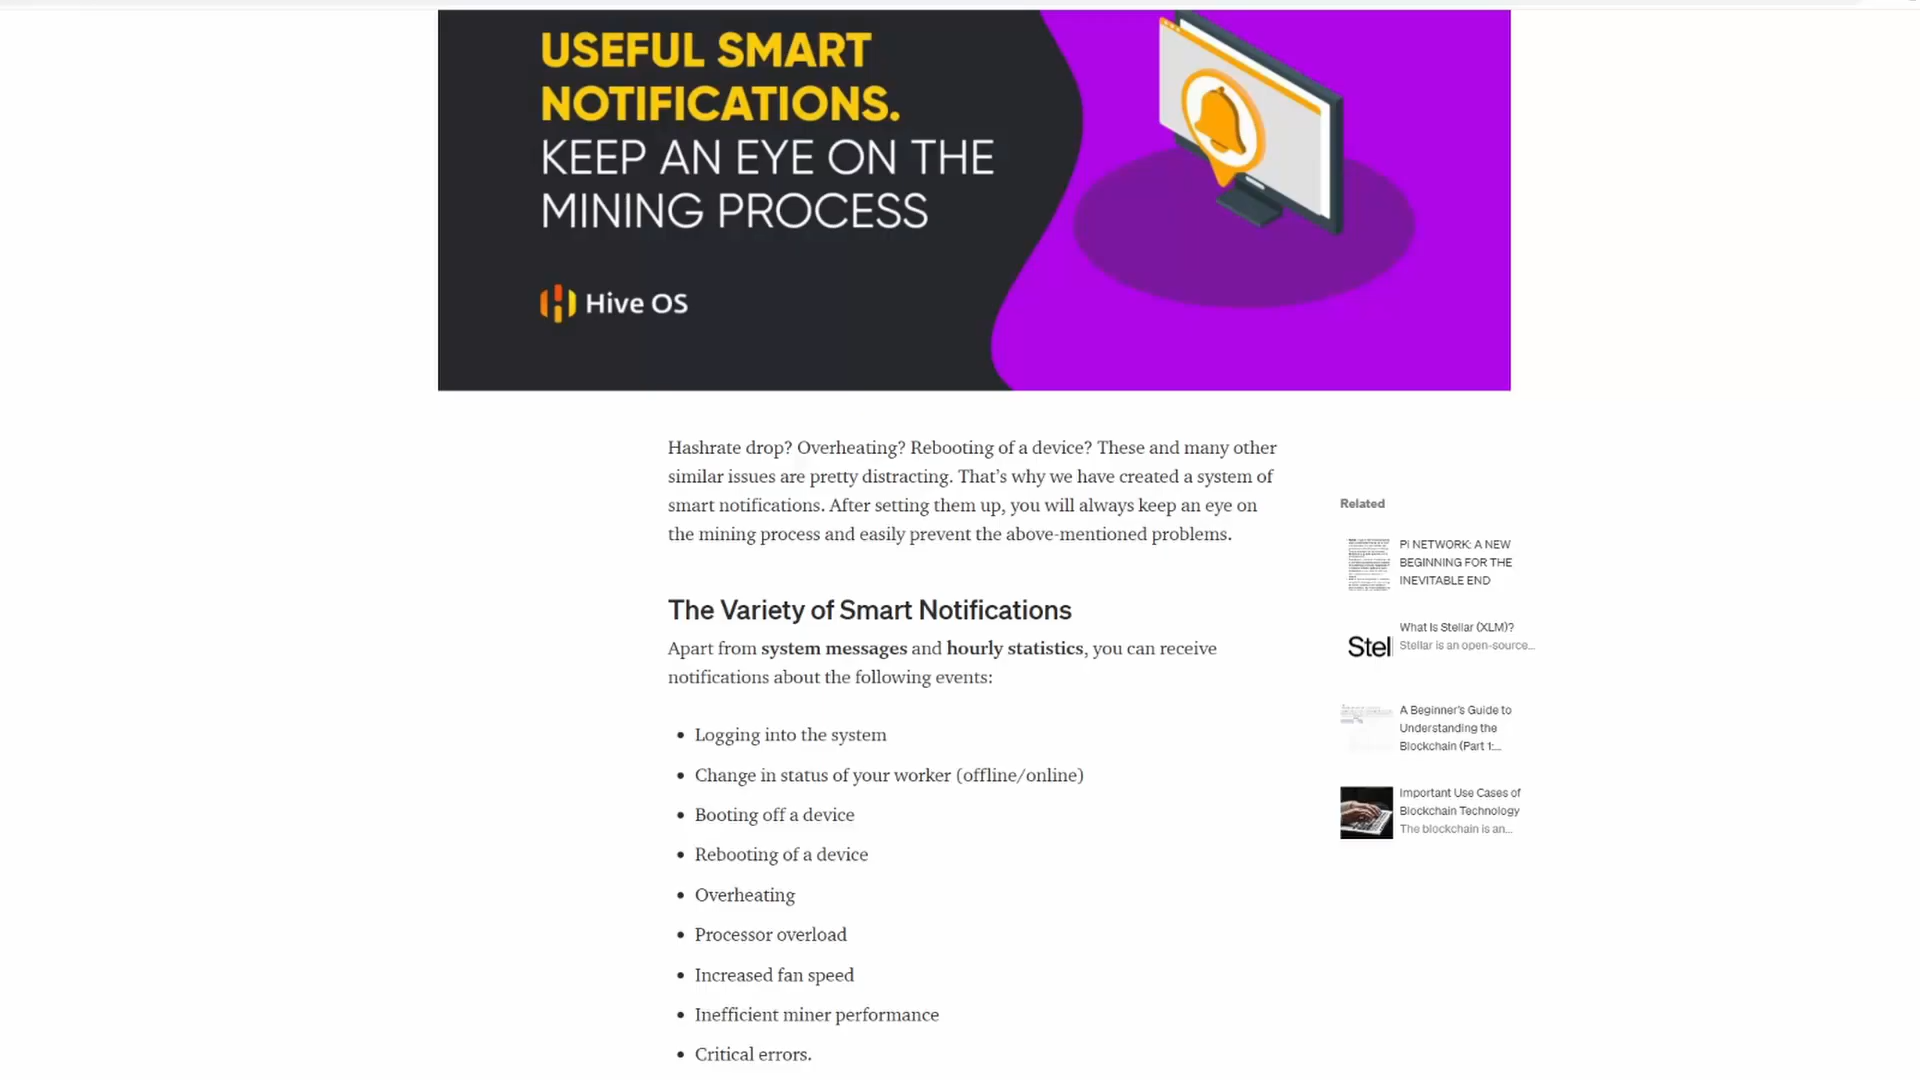 USEFUL SMART
NOTIFICATIONS.
KEEP AN EYE ON THE
MINING PROCESS
Hive OS
Hashrate drop? Overheating? Rebooting of a device? These and many other
similar issues are pretty distracting. That’s why we have created a system of
smart notifications. After setting them up, you will always keep an eye on
the mining process and easily prevent the above-mentioned problems.
The Variety of Smart Notifications
Apart from system messages and hourly statistics, you can receive
notifications about the following events:
• Logging into the system
• Change in status of your worker (offline/online)
• Booting off a device
• Rebooting of a device
• Overheating
• Processor overload
• Increased fan speed
• Inefficient miner performance
• Critical errors.
Related
Pi NETWORK: A NEW
BEGINNING FOR THE
INEVITABLE END
Stel
What Is Stellar (XLM)?
Stellar is an open-source...
A Beginner's Guide to
Understanding the
Blockchain (Part 1:...
Important Use Cases of
Blockchain Technology
The blockchain is an...